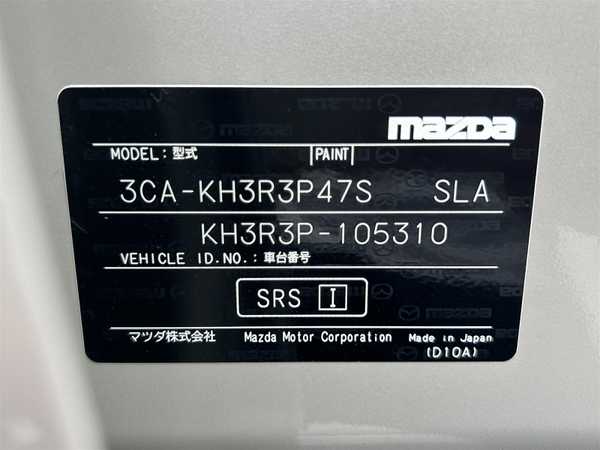 mazda
MODEL:型式 PAINT
3CA-KH3R3P47S SLA
KH3R3P-105310
VEHICLE ID.NO.:車台番号
SRS I
マツダ株式会社 Mazda Motor Corporation Made in Japan
(D10A)